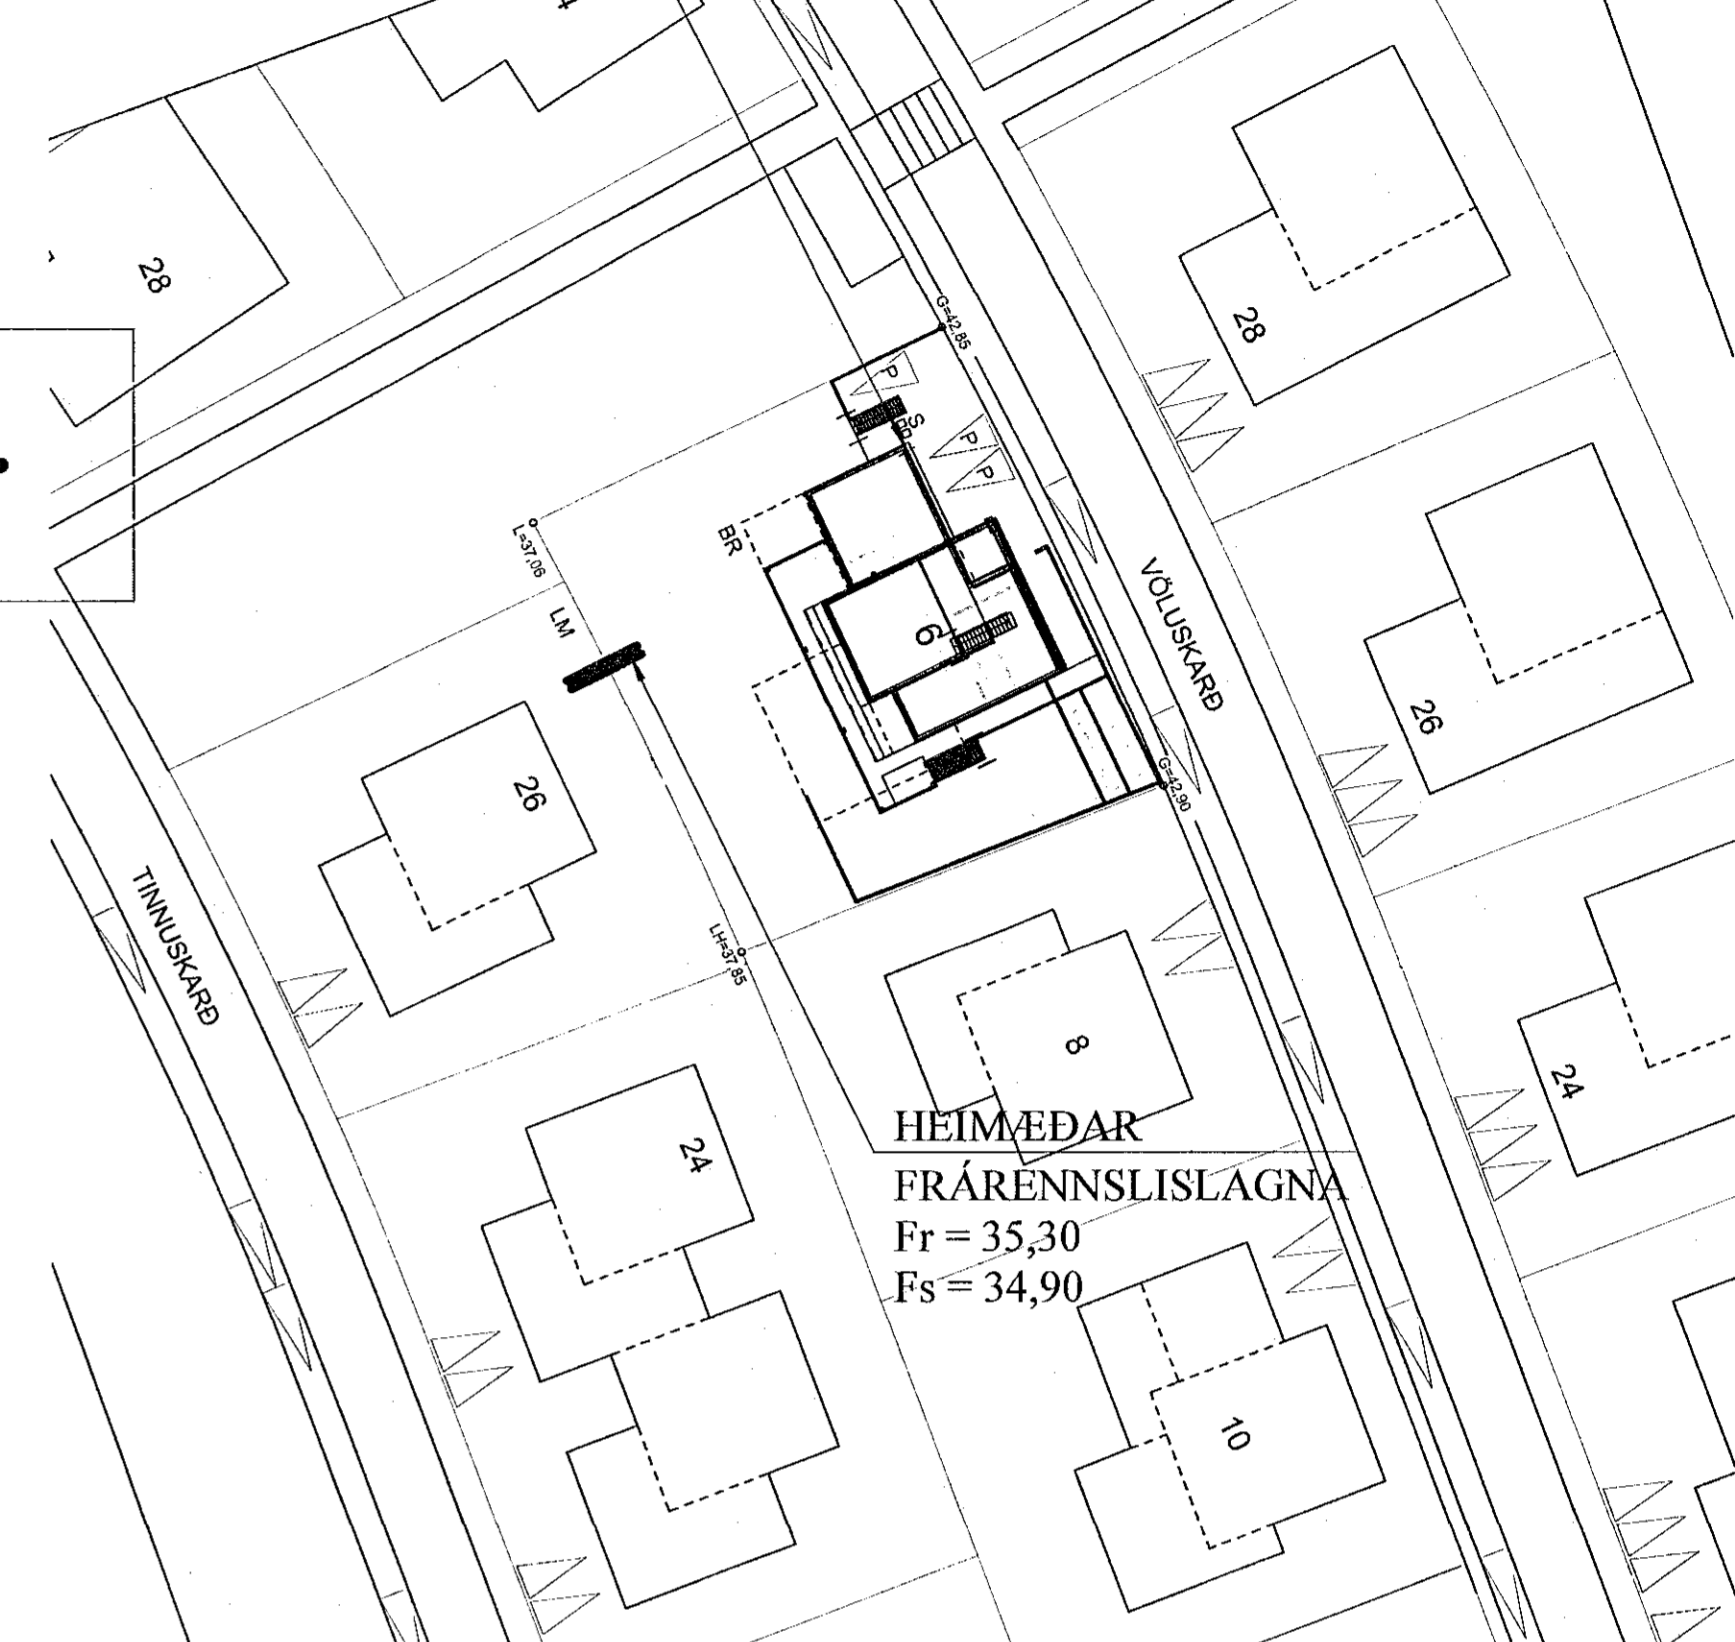 28
28
G=42,85
P
S
P
P
BR
L=37,06
LM
6
VÖLUSKARÐ
26
26
G=42,90
TINNUSKARÐ
LH=37,85
8
24
24
HEIMÆÐAR
FRÁRENNSLISLAGNA
Fr = 35,30
Fs = 34,90
10